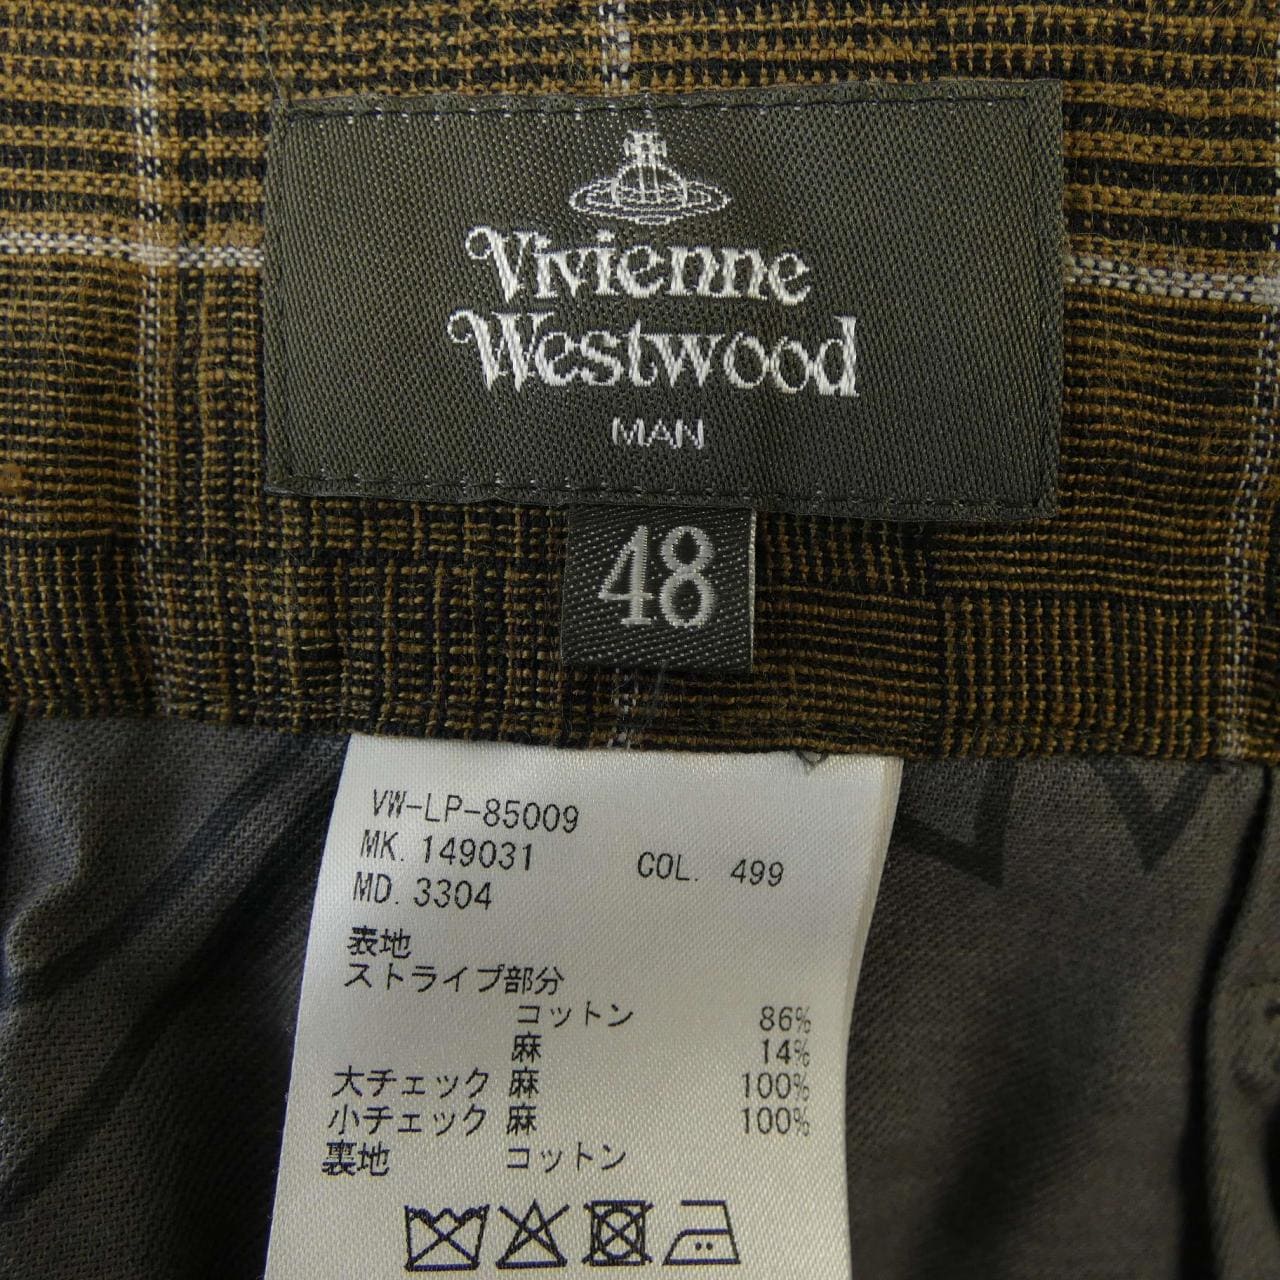 Vivienne
Westwood
MAN
48
VW-LP-85009
MK. 149031 COL. 499
MD. 3304
表地
ストライプ部分
コットン 86%
麻 14%
大チェック 麻 100%
小チェック 麻 100%
裏地 コットン